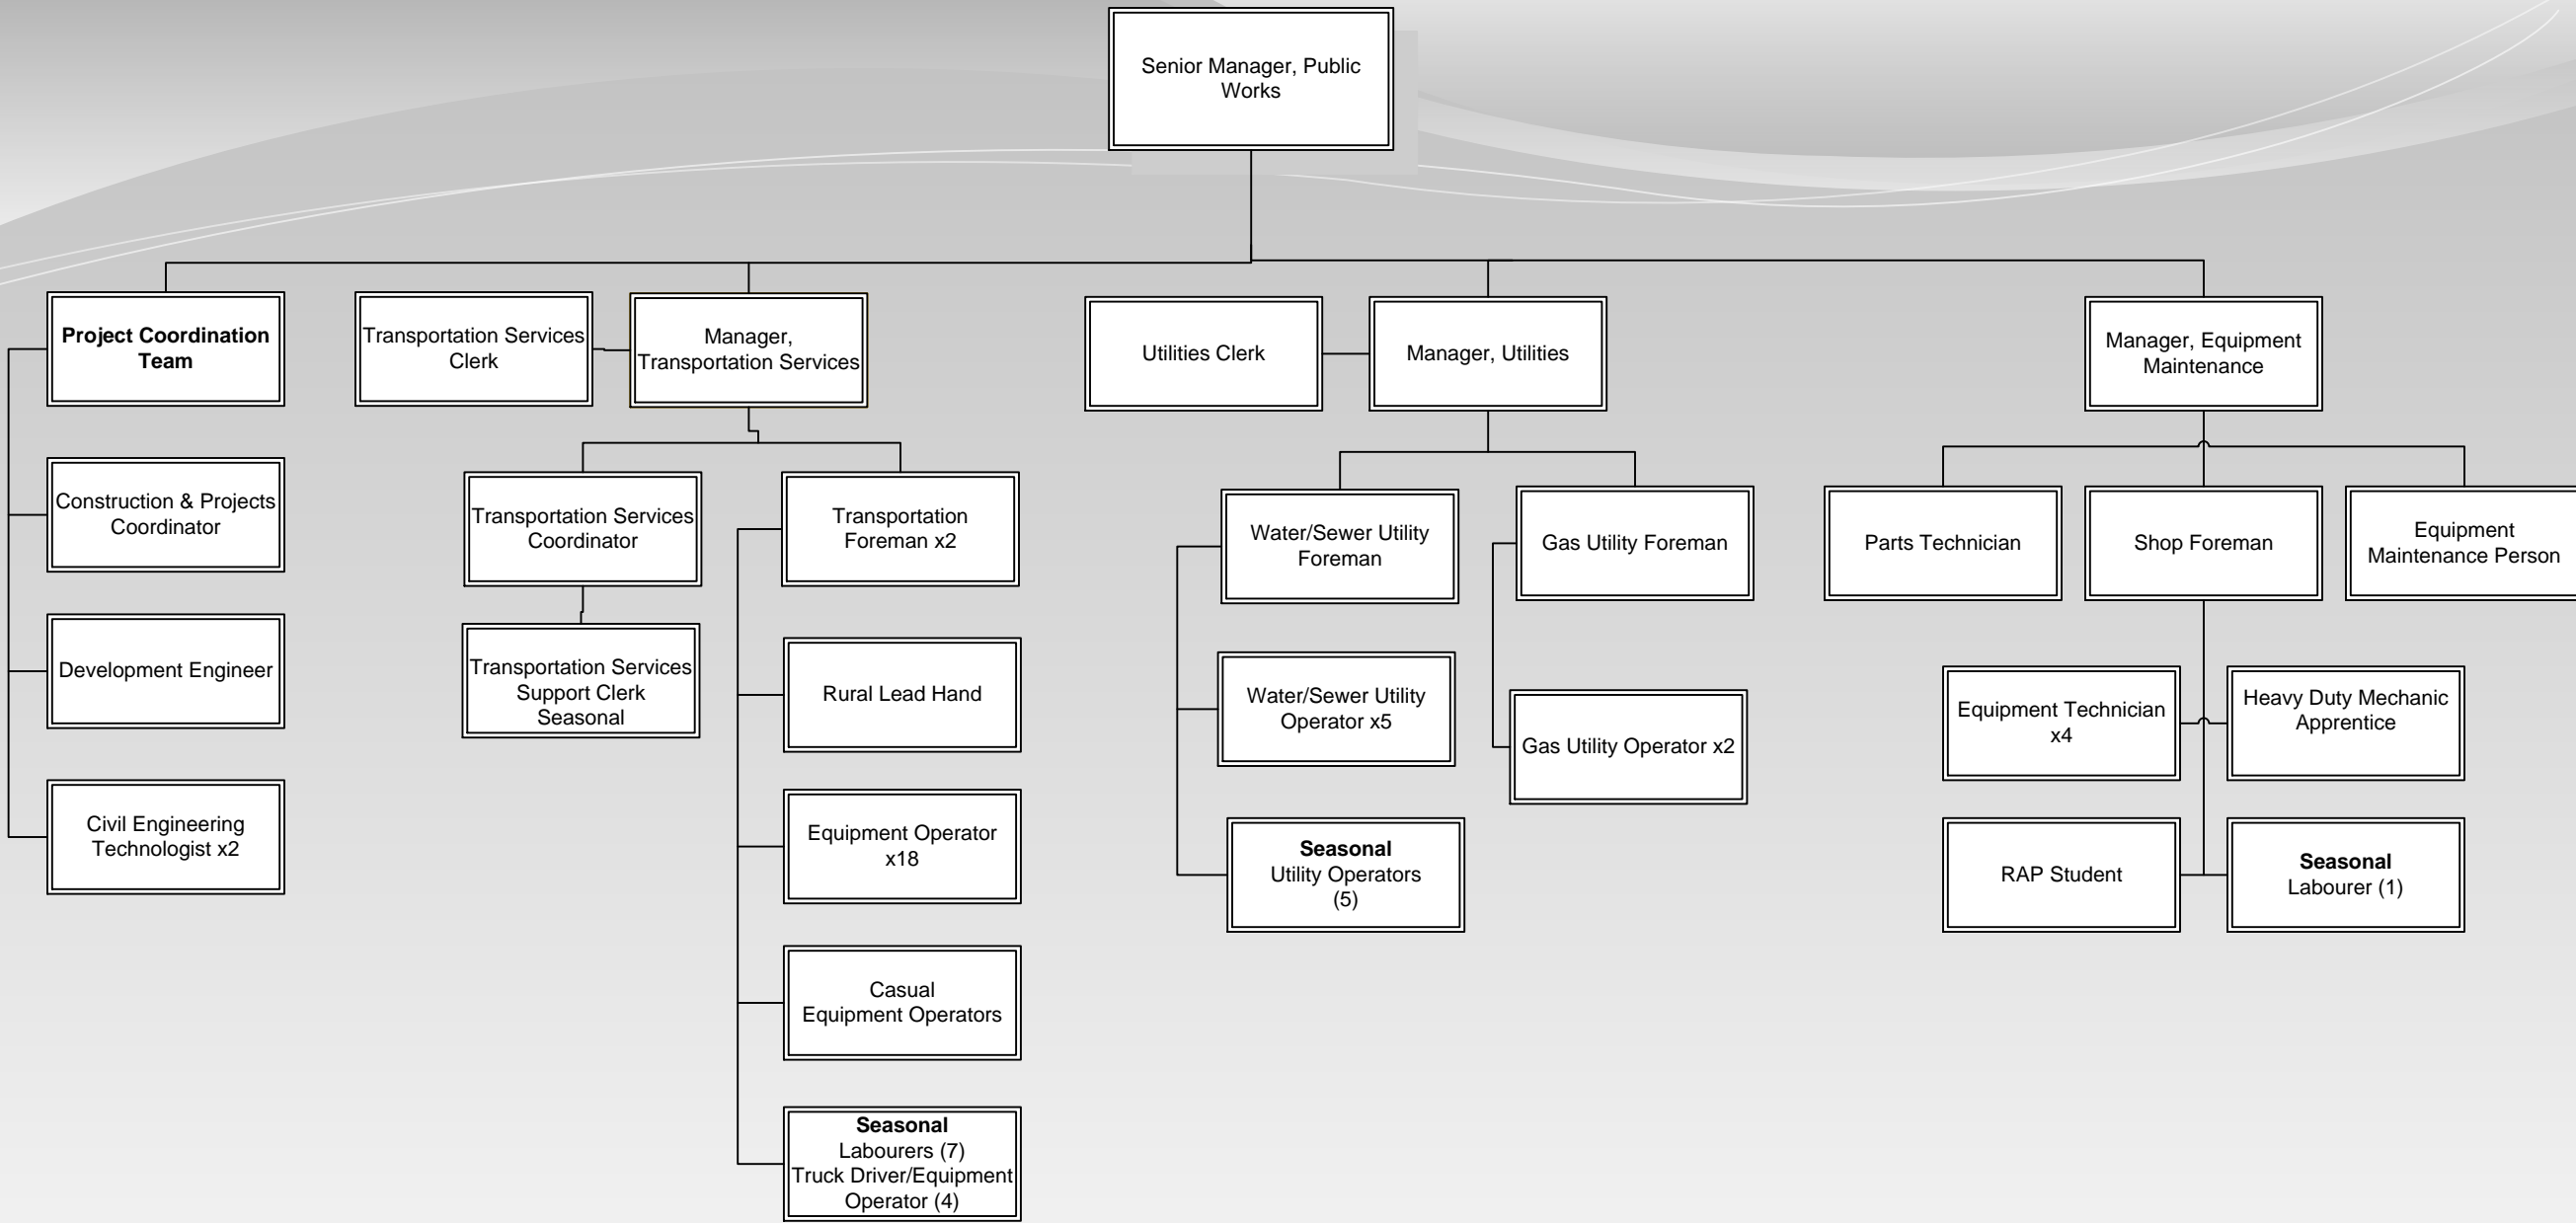 Senior Manager, Public
Works
Project Coordination
Team
Transportation Services
Clerk
Manager,
Transportation Services
Utilities Clerk
Manager, Utilities
Manager, Equipment
Maintenance
Construction & Projects
Coordinator
Development Engineer
Civil Engineering
Technologist x2
Transportation Services
Coordinator
Transportation Services
Support Clerk
Seasonal
Transportation
Foreman x2
Rural Lead Hand
Equipment Operator
x18
Casual
Equipment Operators
Seasonal
Labourers (7)
Truck Driver/Equipment
Operator (4)
Water/Sewer Utility
Foreman
Water/Sewer Utility
Operator x5
Seasonal
Utility Operators
(5)
Gas Utility Foreman
Gas Utility Operator x2
Parts Technician
Shop Foreman
Equipment
Maintenance Person
Equipment Technician
x4
Heavy Duty Mechanic
Apprentice
RAP Student
Seasonal
Labourer (1)